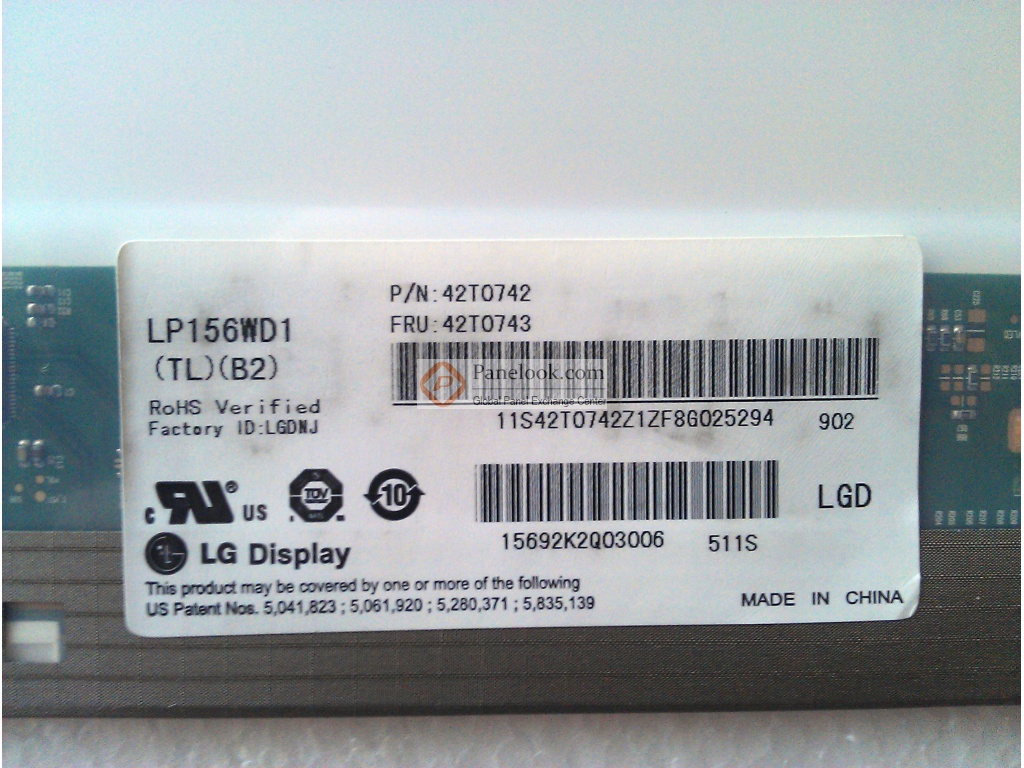 P/N:42T0742
FRU:42T0743
LP156WD1
(TL)(B2)
RoHS Verified
Factory ID:LGDNJ
Panelook.com
Global Panel Exchange Center
11S42T0742Z1ZF8G025294 902
c RU US
TÜV
10
LGD
15692K2Q03006 511S
LG Display
This product may be covered by one or more of the following
US Patent Nos. 5,041,823 ; 5,061,920 ; 5,280,371 ; 5,835,139
MADE IN CHINA